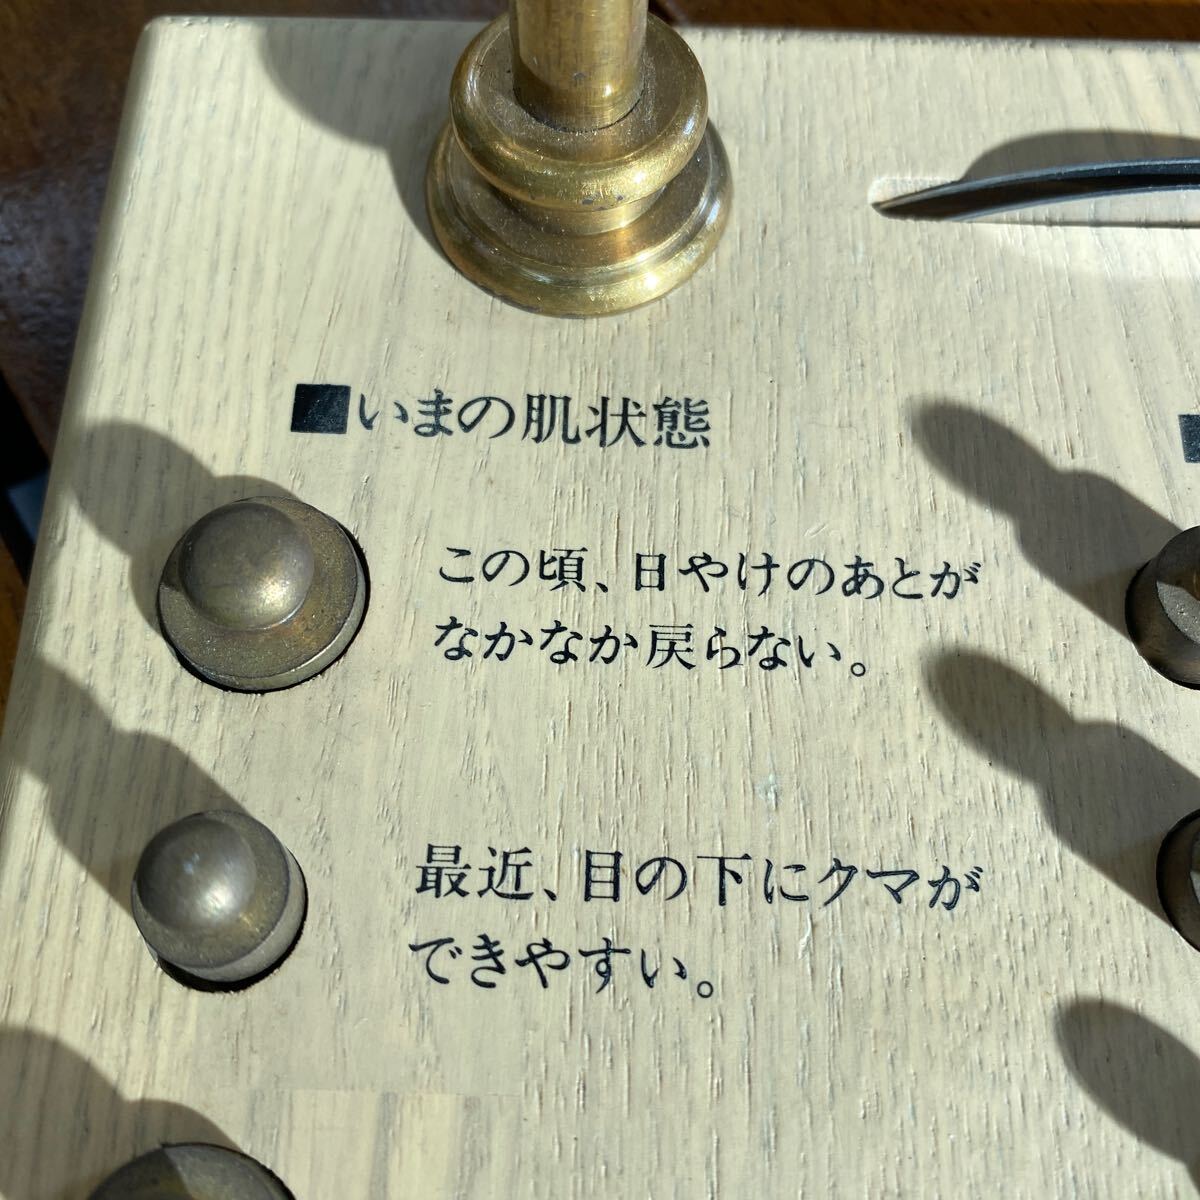 ■いまの肌状態
この頃、日やけのあとが
なかなか戻らない。
最近、目の下にクマが
できやすい。